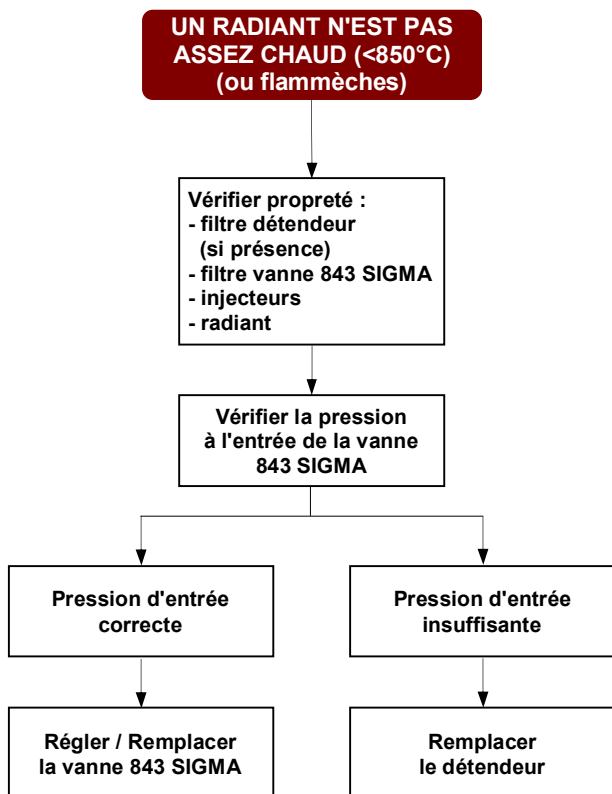 UN RADIANT N'EST PAS
ASSEZ CHAUD (<850°C)
(ou flammèches)
Vérifier propreté :
- filtre détendeur
(si présence)
- filtre vanne 843 SIGMA
- injecteurs
- radiant
Vérifier la pression
à l'entrée de la vanne
843 SIGMA
Pression d'entrée
correcte
Pression d'entrée
insuffisante
Régler / Remplacer
la vanne 843 SIGMA
Remplacer
le détendeur